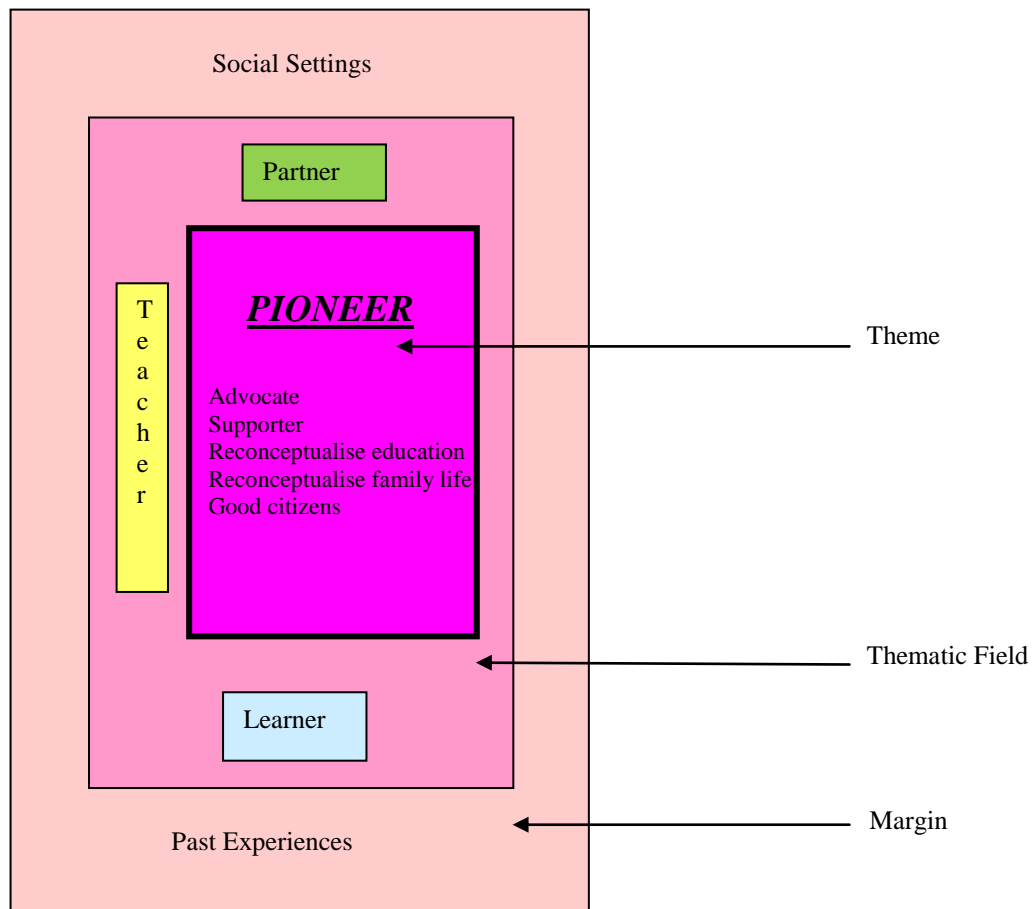 Social Settings
Partner
Teacher
PIONEER
Theme
Advocate
Supporter
Reconceptualise education
Reconceptualise family life
Good citizens
Thematic Field
Learner
Margin
Past Experiences